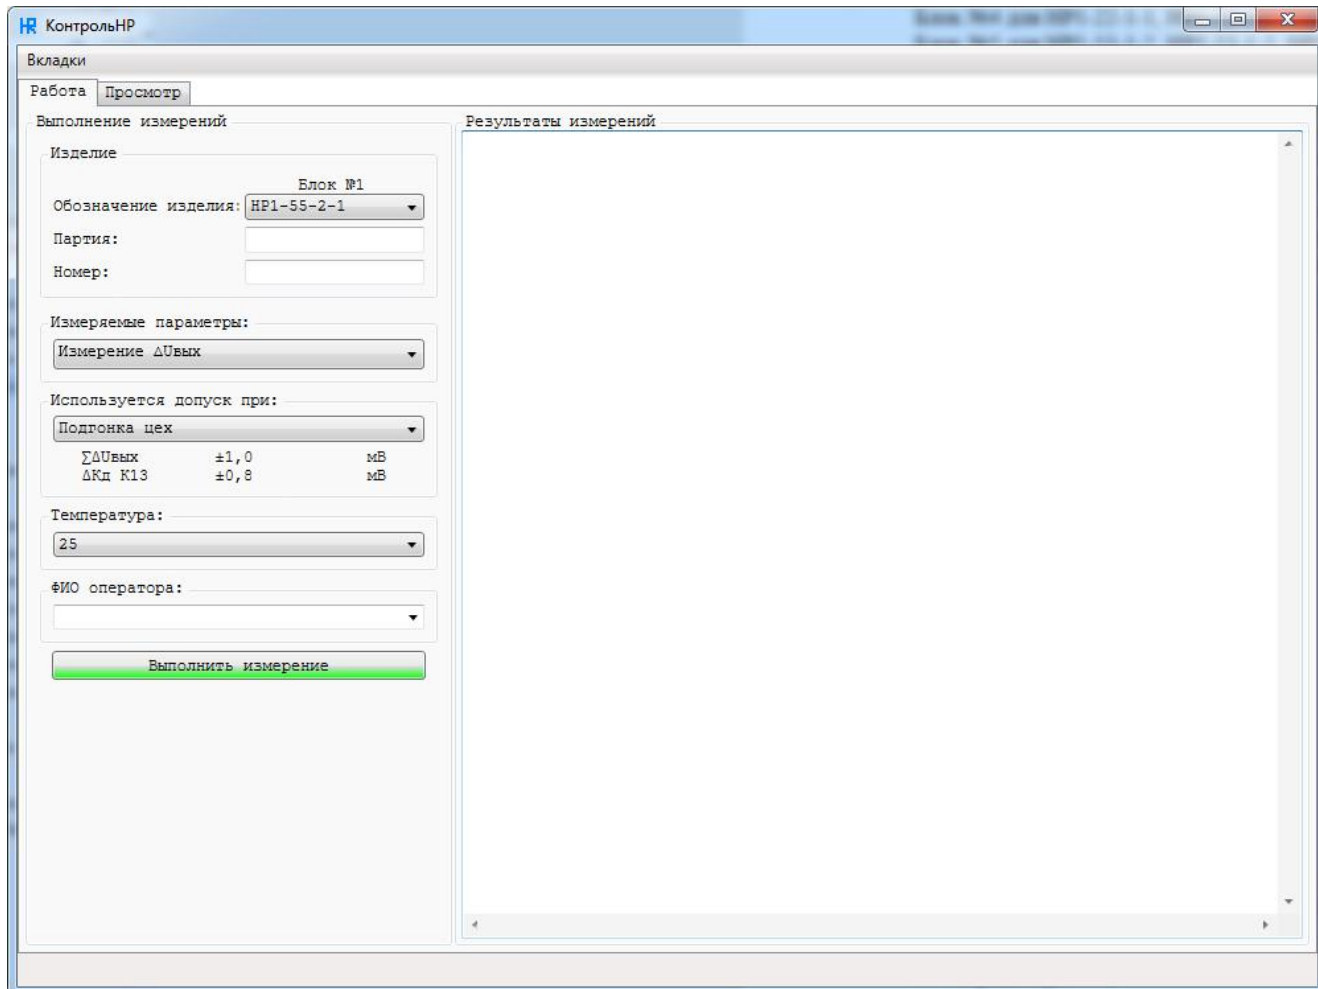 HR КонтрольНР
Вкладки
Работа Просмотр
Выполнение измерений
Изделие
Блок №1
Обозначение изделия: НР1-55-2-1
Партия:
Номер:
Измеряемые параметры:
Измерение ΔUвых
Используется допуск при:
Подгонка цех
∑ΔUвых ±1,0 мВ
ΔКд К13 ±0,8 мВ
Температура:
25
ФИО оператора:
Выполнить измерение
Результаты измерений